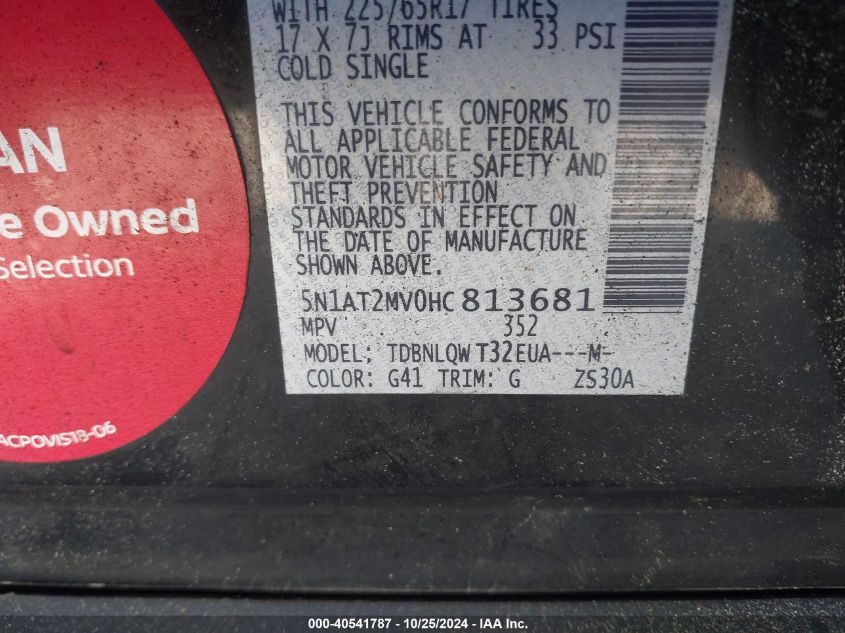 WITH 225/65R17 TIRES
17 X 7J RIMS AT 33 PSI
COLD SINGLE
THIS VEHICLE CONFORMS TO
ALL APPLICABLE FEDERAL
MOTOR VEHICLE SAFETY AND
THEFT PREVENTION
STANDARDS IN EFFECT ON
THE DATE OF MANUFACTURE
SHOWN ABOVE.
5N1AT2MV0HC813681
MPV 352
MODEL: TDBNLQW T32EUA---M-
COLOR: G41 TRIM: G ZS30A
AN
e Owned
Selection
ACPOVIS18-06
000-40541787 - 10/25/2024 - IAA Inc.